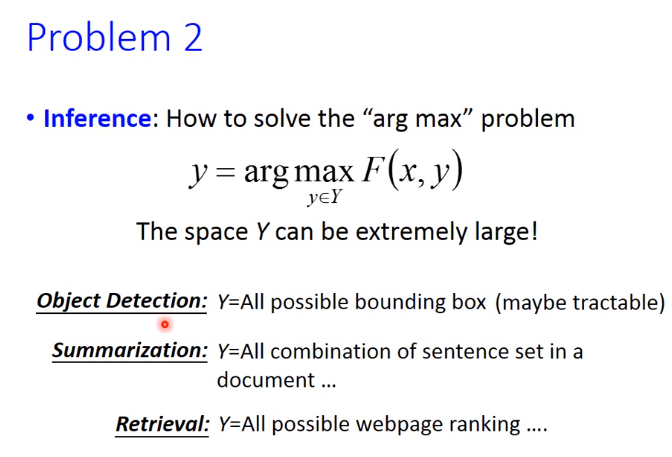 Problem 2
• Inference: How to solve the “arg max” problem
y = arg max F(x, y)
y∈Y
The space Y can be extremely large!
Object Detection: Y=All possible bounding box (maybe tractable)
Summarization: Y=All combination of sentence set in a
document ...
Retrieval: Y=All possible webpage ranking ....